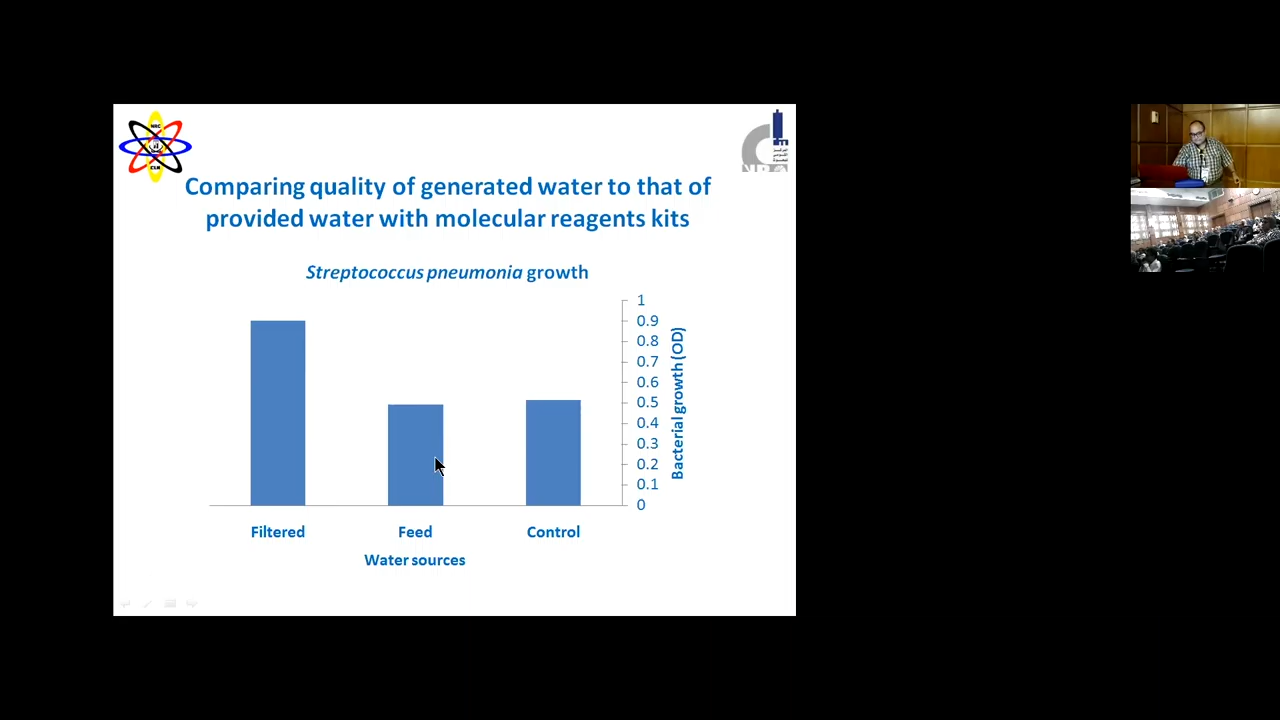 NRC
Comparing quality of generated water to that of
provided water with molecular reagents kits
Streptococcus pneumonia growth
1
0.9
0.8
0.7
0.6
0.5
0.4
0.3
0.2
0.1
0
Bacterial growth (OD)
Filtered
Feed
Control
Water sources